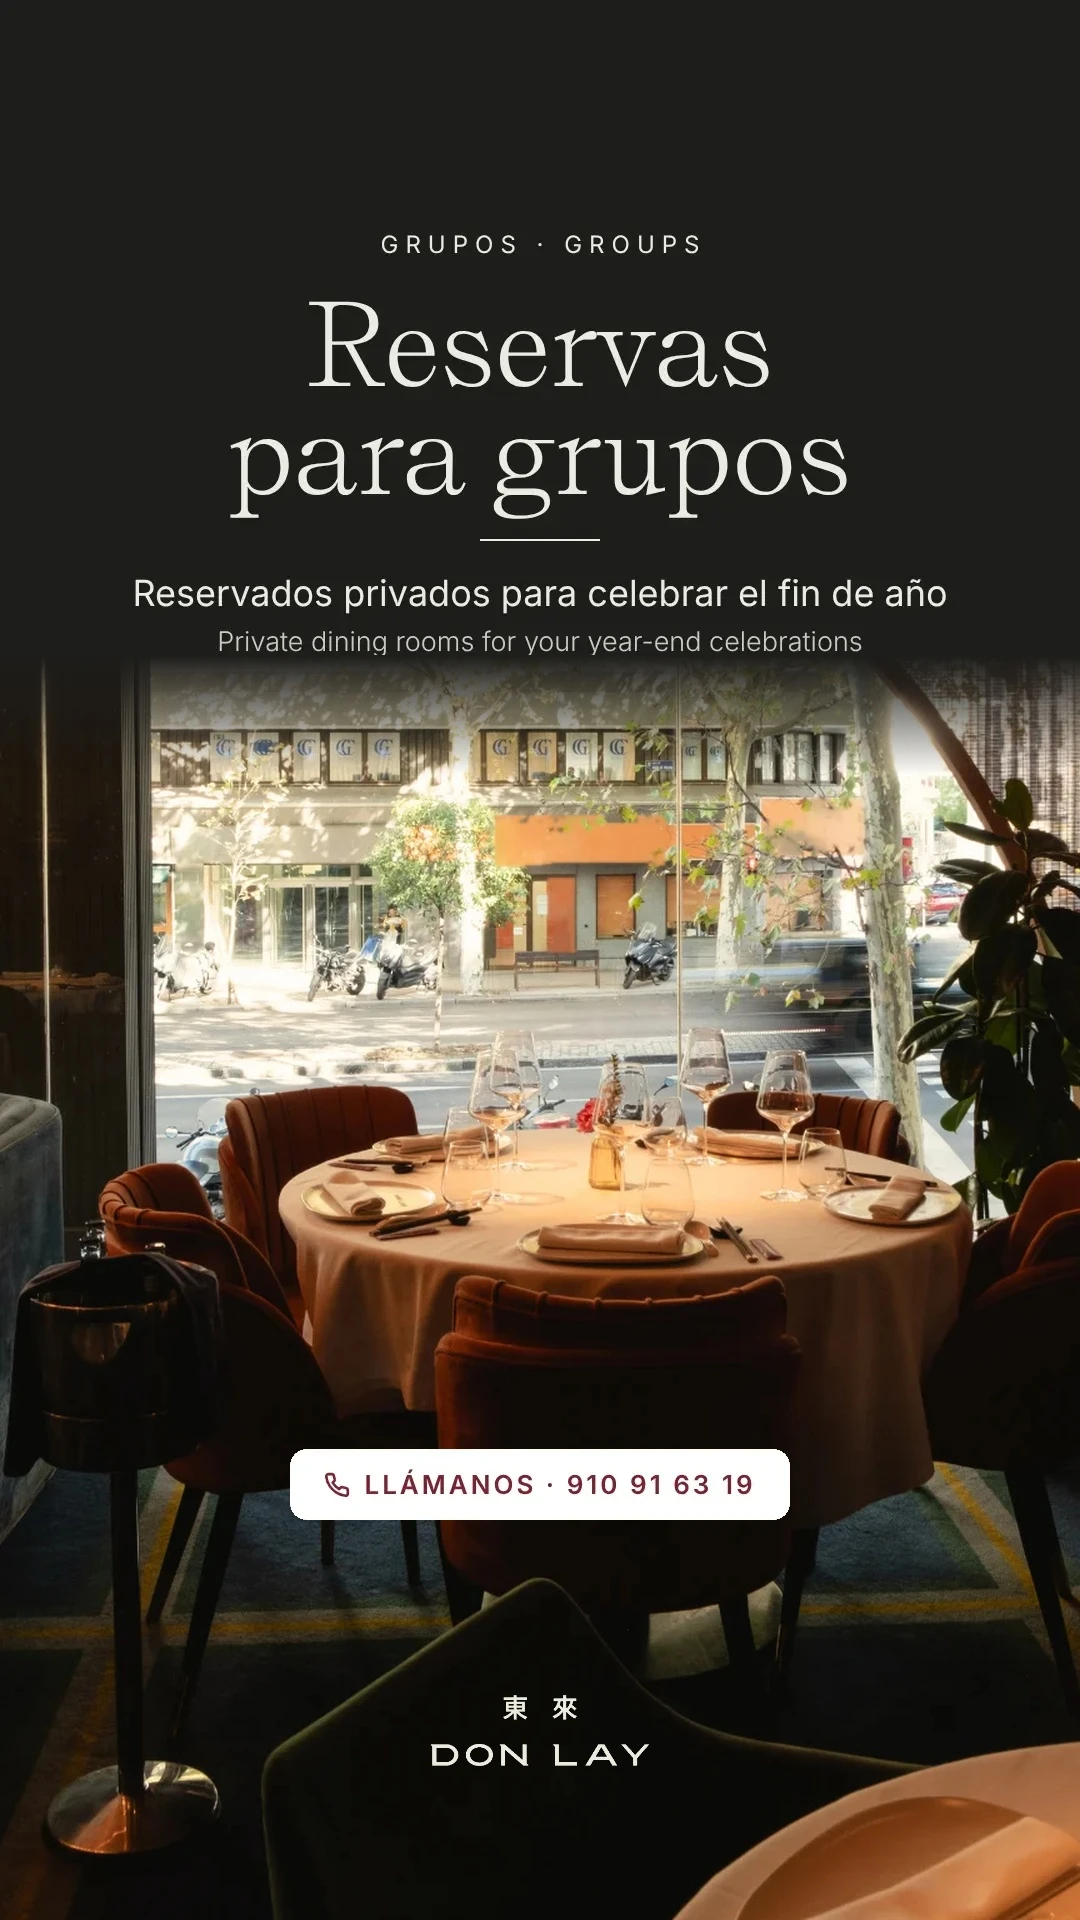 GRUPOS · GROUPS
Reservas
para grupos
Reservados privados para celebrar el fin de año
Private dining rooms for your year-end celebrations
LLÁMANOS · 910 91 63 19
東來
DON LAY